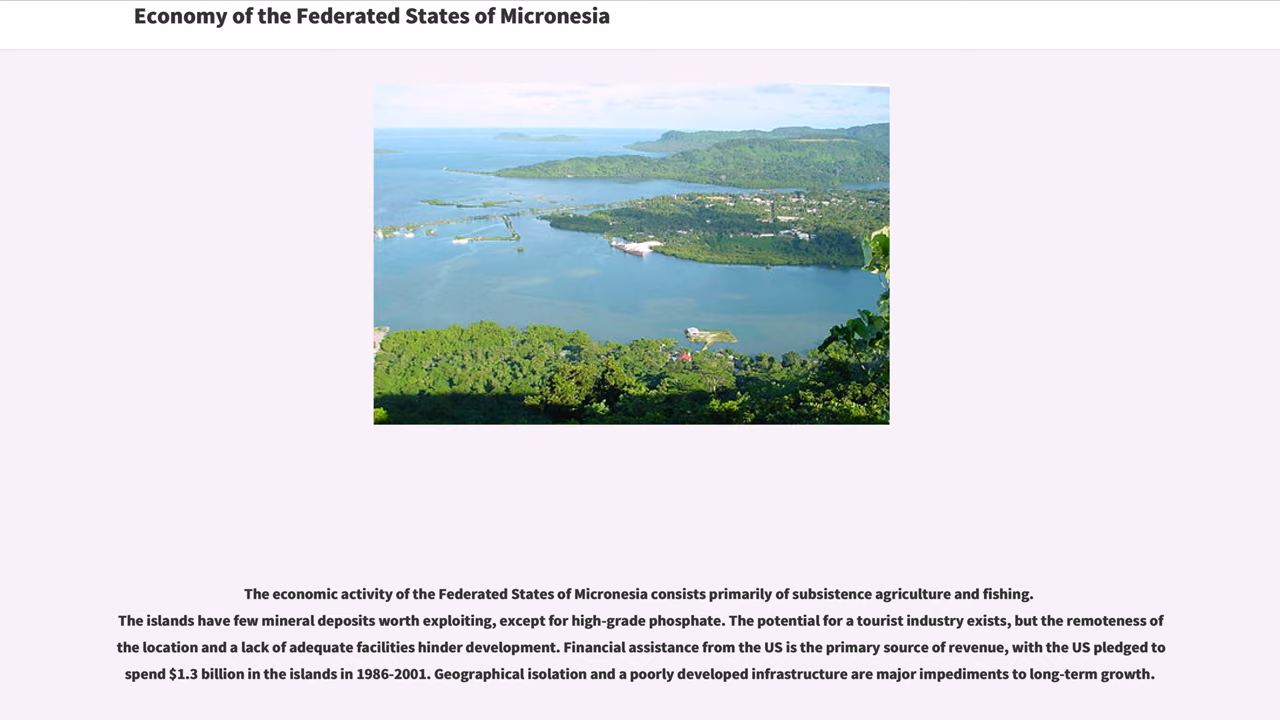 Economy of the Federated States of Micronesia
The economic activity of the Federated States of Micronesia consists primarily of subsistence agriculture and fishing.
The islands have few mineral deposits worth exploiting, except for high-grade phosphate. The potential for a tourist industry exists, but the remoteness of
the location and a lack of adequate facilities hinder development. Financial assistance from the US is the primary source of revenue, with the US pledged to
spend $1.3 billion in the islands in 1986-2001. Geographical isolation and a poorly developed infrastructure are major impediments to long-term growth.